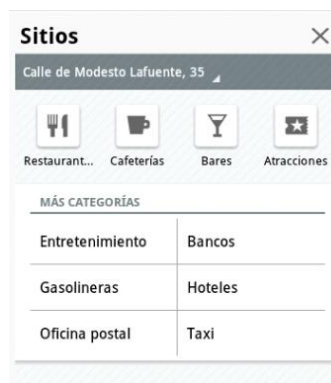 Sitios
Calle de Modesto Lafuente, 35
Restaurant... Cafeterías Bares Atracciones
MÁS CATEGORÍAS
Entretenimiento Bancos
Gasolineras Hoteles
Oficina postal Taxi